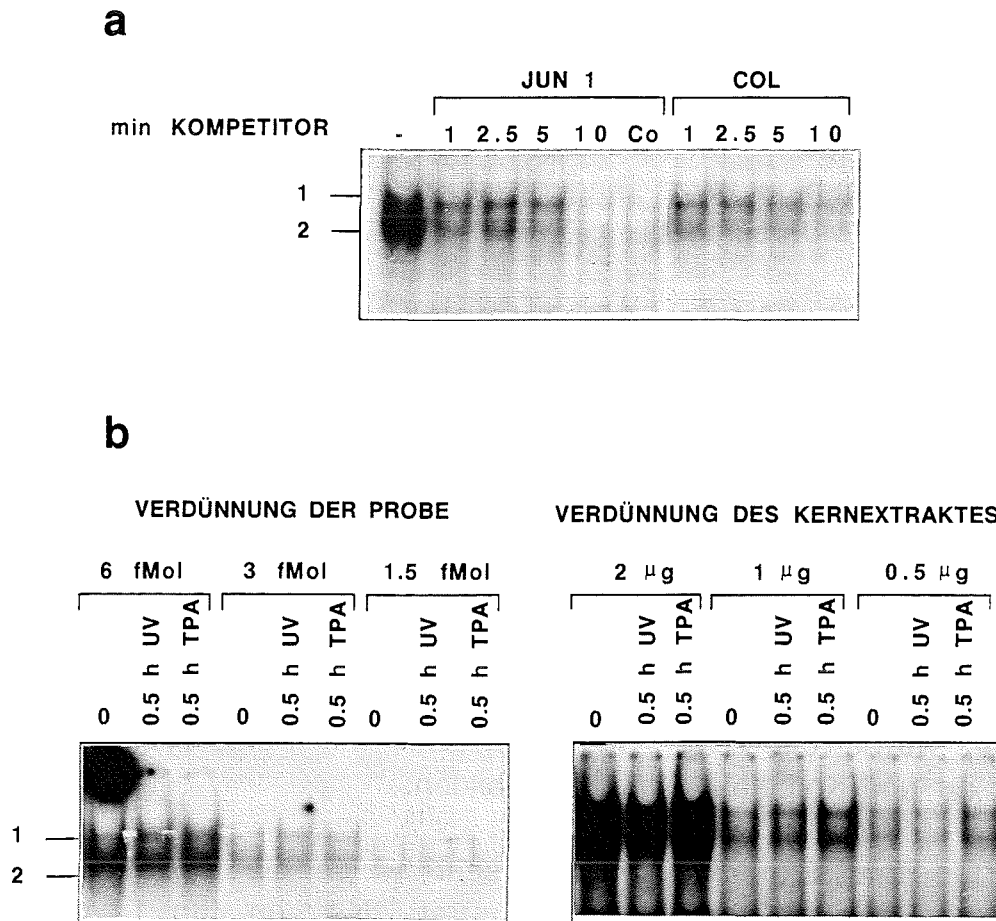 a
JUN 1 COL
min KOMPETITOR - 1 2.5 5 10 Co 1 2.5 5 10
1
2
b
VERDÜNNUNG DER PROBE
6 fMol 3 fMol 1.5 fMol
0 0.5 h UV 0.5 h TPA 0 0.5 h UV 0.5 h TPA 0 0.5 h UV 0.5 h TPA
1
2
VERDÜNNUNG DES KERNEXTRAKTES
2 µg 1 µg 0.5 µg
0 0.5 h UV 0.5 h TPA 0 0.5 h UV 0.5 h TPA 0 0.5 h UV 0.5 h TPA